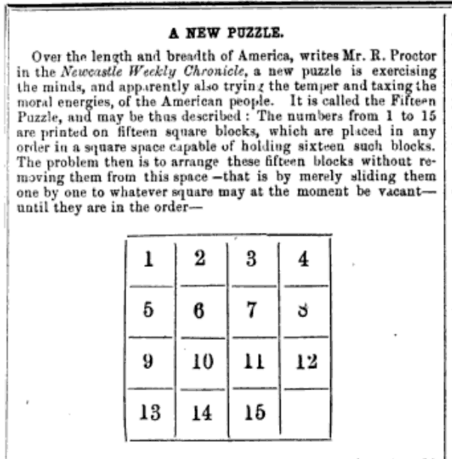 A NEW PUZZLE.
Over the length and breadth of America, writes Mr. R. Proctor
in the Newcastle Weekly Chronicle, a new puzzle is exercising
the minds, and apparently also trying the temper and taxing the
moral energies, of the American people. It is called the Fifteen
Puzzle, and may be thus described: The numbers from 1 to 15
are printed on fifteen square blocks, which are placed in any
order in a square space capable of holding sixteen such blocks.
The problem then is to arrange these fifteen blocks without re-
moving them from this space—that is by merely sliding them
one by one to whatever square may at the moment be vacant—
until they are in the order—
1 2 3 4
5 6 7 8
9 10 11 12
13 14 15